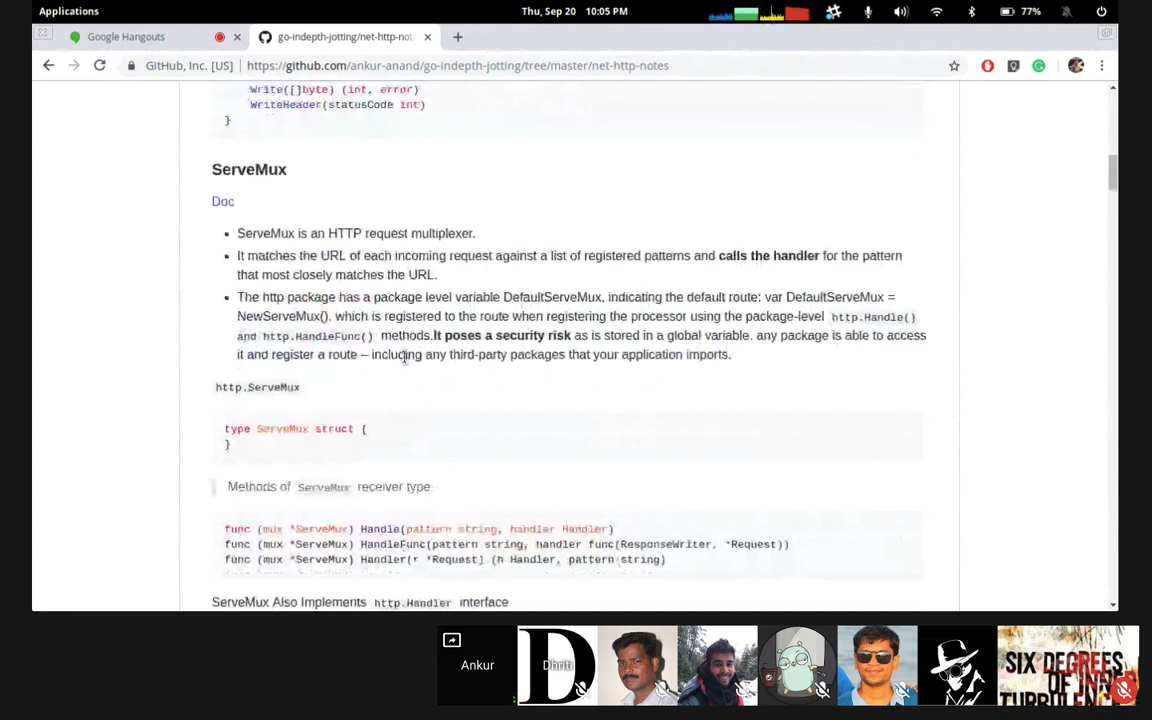 Applications
Thu, Sep 20 10:05 PM
77%
Google Hangouts
go-indepth-jotting/net-http-not
GitHub, Inc. [US] https://github.com/ankur-anand/go-indepth-jotting/tree/master/net-http-notes
Write([]byte) (int, error)
WriteHeader(statusCode int)
}
ServeMux
Doc
ServeMux is an HTTP request multiplexer.
It matches the URL of each incoming request against a list of registered patterns and calls the handler for the pattern
that most closely matches the URL.
The http package has a package level variable DefaultServeMux, indicating the default route: var DefaultServeMux =
NewServeMux(), which is registered to the route when registering the processor using the package-level http.Handle()
and http.HandleFunc() methods.It poses a security risk as is stored in a global variable, any package is able to access
it and register a route – including any third-party packages that your application imports.
http.ServeMux
type ServeMux struct {
}
Methods of ServeMux receiver type
func (mux *ServeMux) Handle(pattern string, handler Handler)
func (mux *ServeMux) HandleFunc(pattern string, handler func(ResponseWriter, *Request))
func (mux *ServeMux) Handler(r *Request) (h Handler, pattern string)
ServeMux Also Implements http.Handler interface
Ankur
D
Dhriti
SIX DEGREES
OF INNER
TURBULENCE